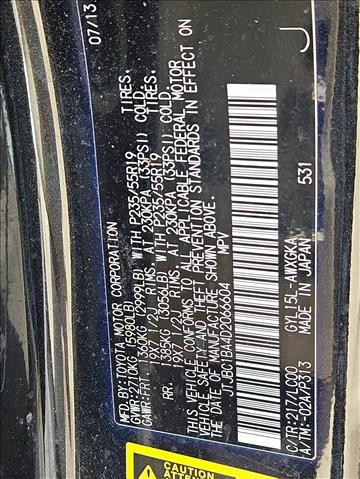 MFD. BY:TOYOTA MOTOR CORPORATION 07/13
GVWR:2710KG (5980LB)
GAWR:FRT. 1360KG (2999LB) WITH P235/55R19 TIRES,
19X7 1/2J RIMS, AT 230KPA (33PSI) COLD.
RR. 1385KG (3056LB) WITH P235/55R19 TIRES,
19X7 1/2J RIMS, AT 230KPA (33PSI) COLD.
THIS VEHICLE CONFORMS TO ALL APPLICABLE FEDERAL MOTOR
VEHICLE SAFETY AND THEFT PREVENTION STANDARDS IN EFFECT ON
THE DATE OF MANUFACTURE SHOWN ABOVE.
JTJBC1BA4D2066604 MPV
C/TR:217/LC00 GYL15L-AWXGKA J
A/TM:-02A/P313 MADE IN JAPAN 531
CAUTION